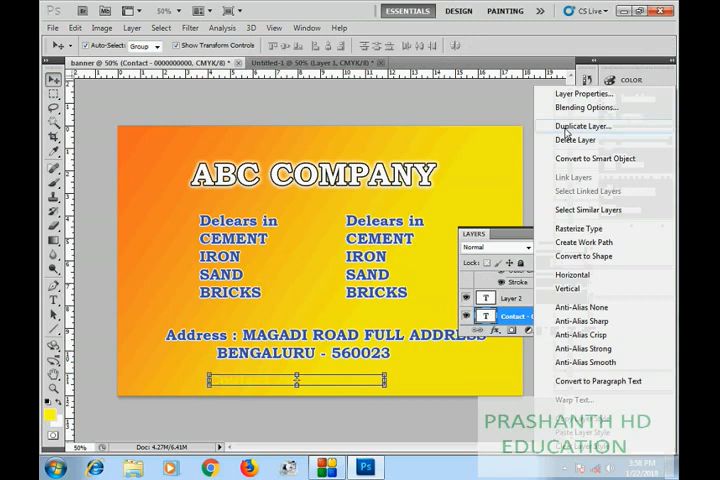 50%
ESSENTIALS
DESIGN
PAINTING
CS Live
File
Edit
Image
Layer
Select
Filter
Analysis
3D
View
Window
Help
Auto-Select:
Group
Show Transform Controls
banner @ 50% (Contact - 0000000000, CMYK/8) *
Untitled-1 @ 50% (Layer 1, CMYK/8) *
COLOR
Layer Properties...
Blending Options...
Duplicate Layer...
Delete Layer
Convert to Smart Object
Link Layers
Select Linked Layers
Select Similar Layers
Rasterize Type
Create Work Path
Convert to Shape
Horizontal
Vertical
Anti-Alias None
Anti-Alias Sharp
Anti-Alias Crisp
Anti-Alias Strong
Anti-Alias Smooth
Convert to Paragraph Text
Warp Text...
Paste Layer Style
ABC COMPANY
Delears in
CEMENT
IRON
SAND
BRICKS
Delears in
CEMENT
IRON
SAND
BRICKS
Address : MAGADI ROAD FULL ADDRESS
BENGALURU - 560023
LAYERS
Normal
Lock:
Stroke
Layer 2
Contact -
PRASHANTH HD
EDUCATION
50%
Doc: 4.27M/6.41M
3:58 PM
1/22/2018